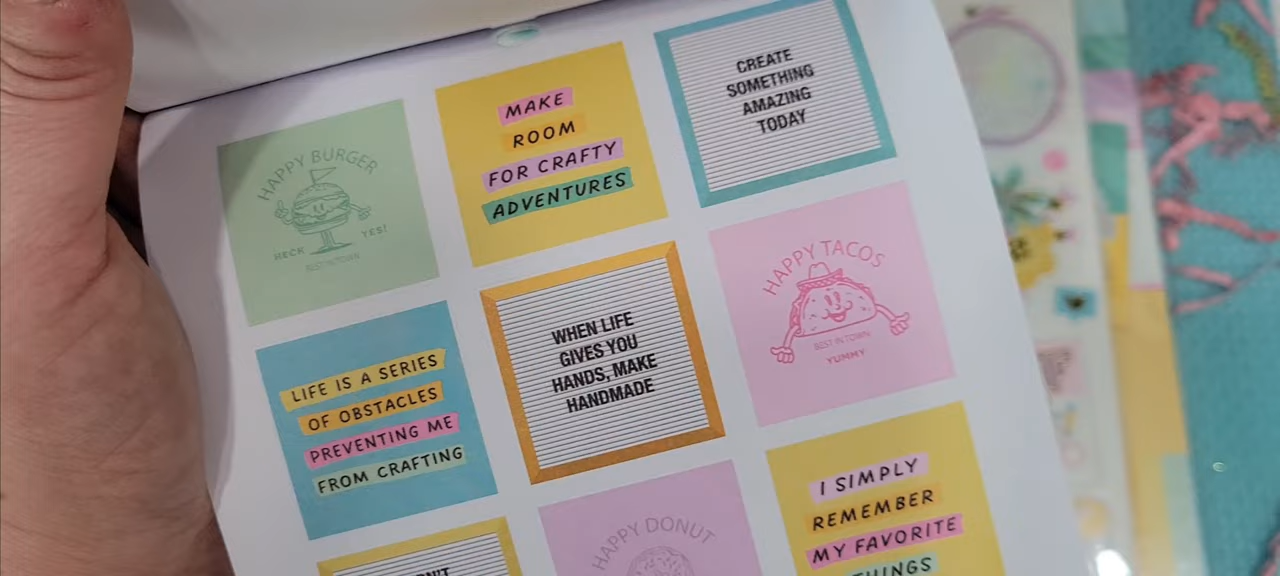 HAPPY BURGER
HECK YES!
BEST IN TOWN
MAKE
ROOM
FOR CRAFTY
ADVENTURES
CREATE
SOMETHING
AMAZING
TODAY
LIFE IS A SERIES
OF OBSTACLES
PREVENTING ME
FROM CRAFTING
WHEN LIFE
GIVES YOU
HANDS, MAKE
HANDMADE
HAPPY TACOS
BEST IN TOWN
YUMMY
HAPPY DONUT
I SIMPLY
REMEMBER
MY FAVORITE
THINGS